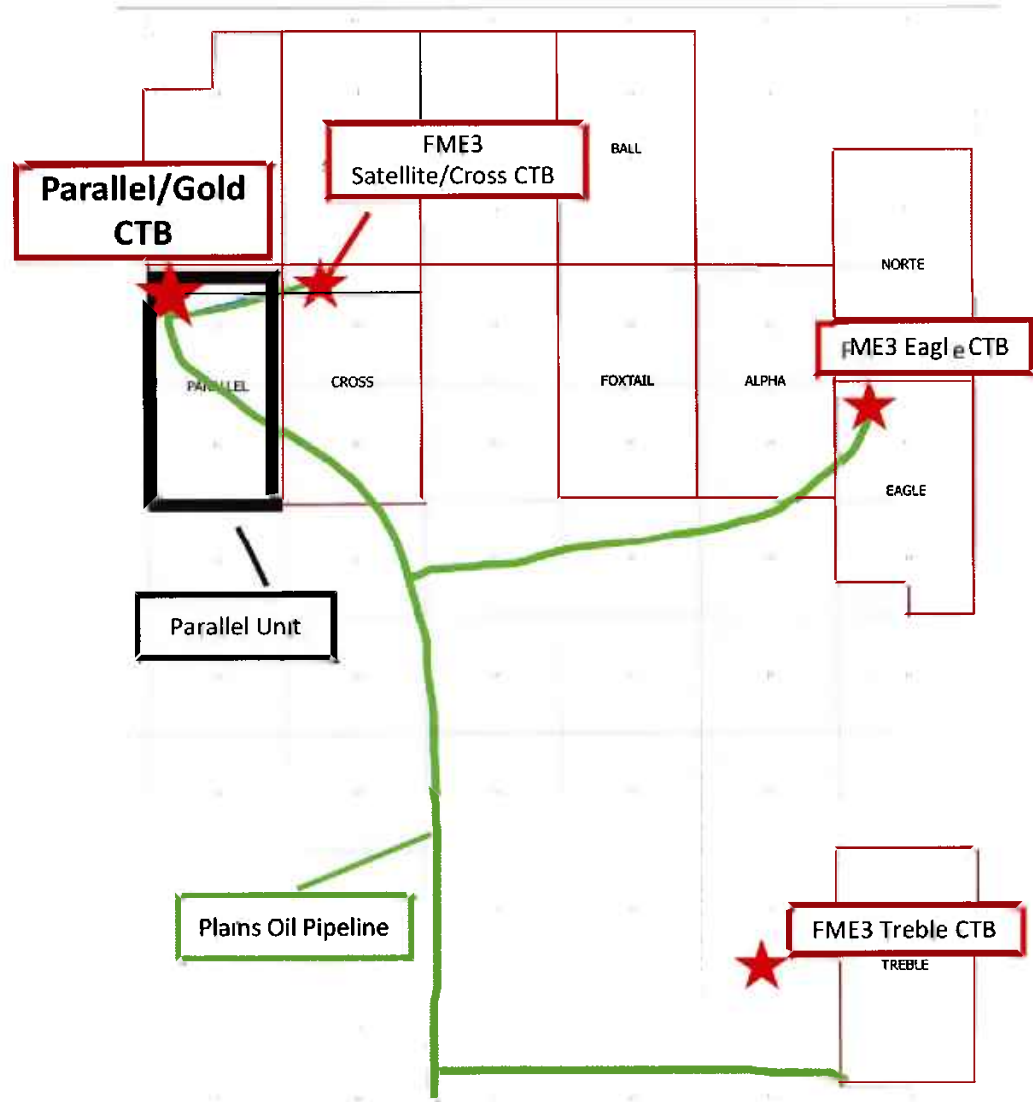 FME3
Satellite/Cross CTB
BALL
Parallel/Gold
CTB
NORTE
FME3 Eagle CTB
PARALLEL
CROSS
FOXTAIL
ALPHA
EAGLE
Parallel Unit
Plains Oil Pipeline
FME3 Treble CTB
TREBLE